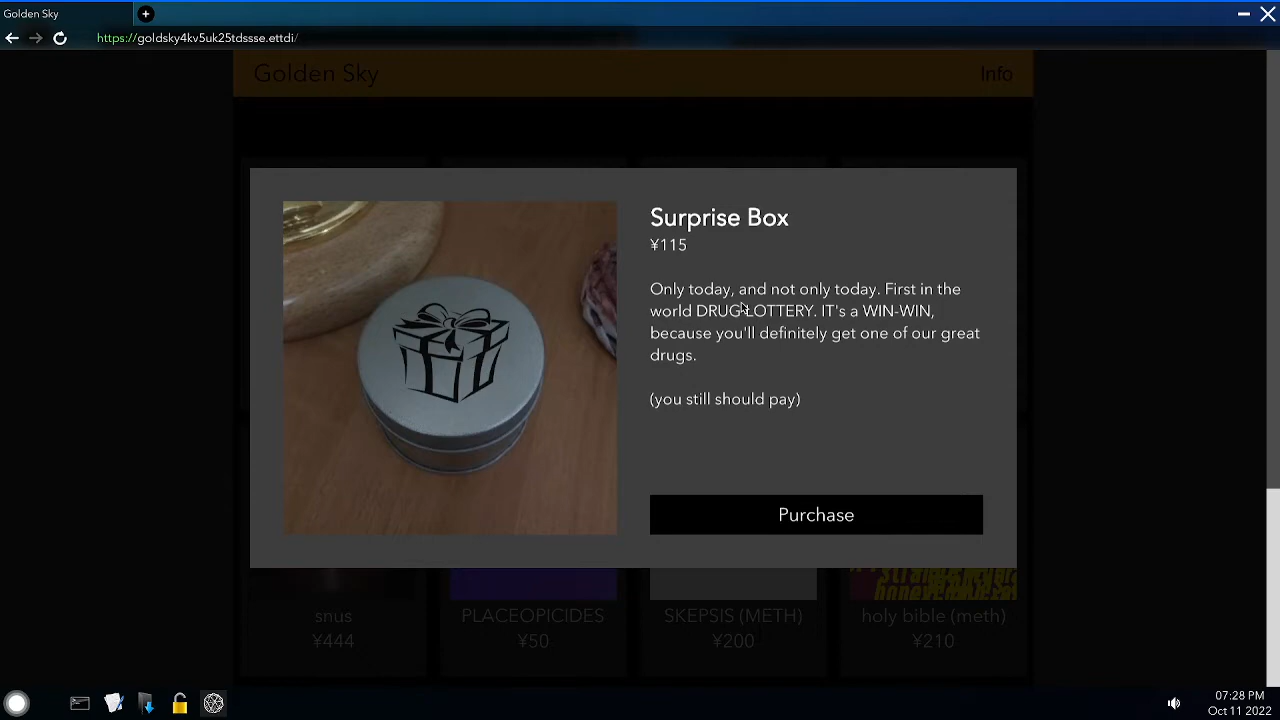 Golden Sky
https://goldsky4kv5uk25tdssse.ettdi/
Golden Sky
Info
Surprise Box
¥115
Only today, and not only today. First in the
world DRUG LOTTERY. IT's a WIN-WIN,
because you'll definitely get one of our great
drugs.
(you still should pay)
Purchase
snus
¥444
PLACEOPICIDES
¥50
SKEPSIS (METH)
¥200
holy bible (meth)
¥210
07:28 PM
Oct 11 2022